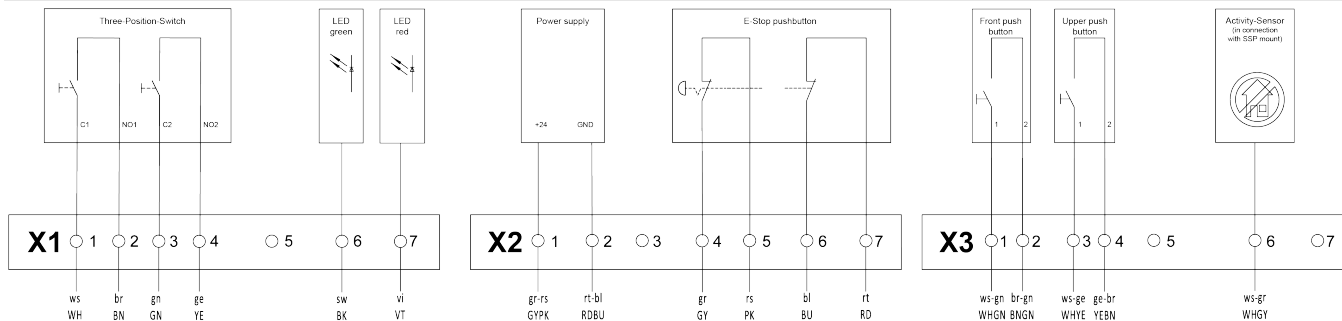 Three-Position-Switch
C1 NO1 C2 NO2
LED
green
LED
red
Power supply
+24 GND
E-Stop pushbutton
Front push
button
1 2
Upper push
button
1 2
Activity-Sensor
(in connection
with SSP mount)
X1 1 2 3 4 5 6 7
ws br gn ge sw vi
WH BN GN YE BK VT
X2 1 2 3 4 5 6 7
gr-rs rt-bl gr rs bl rt
GYPK RDBU GY PK BU RD
X3 1 2 3 4 5 6 7
ws-gn br-gn ws-ge ge-br ws-gr
WHGN BNGN WHYE YEBN WHGY